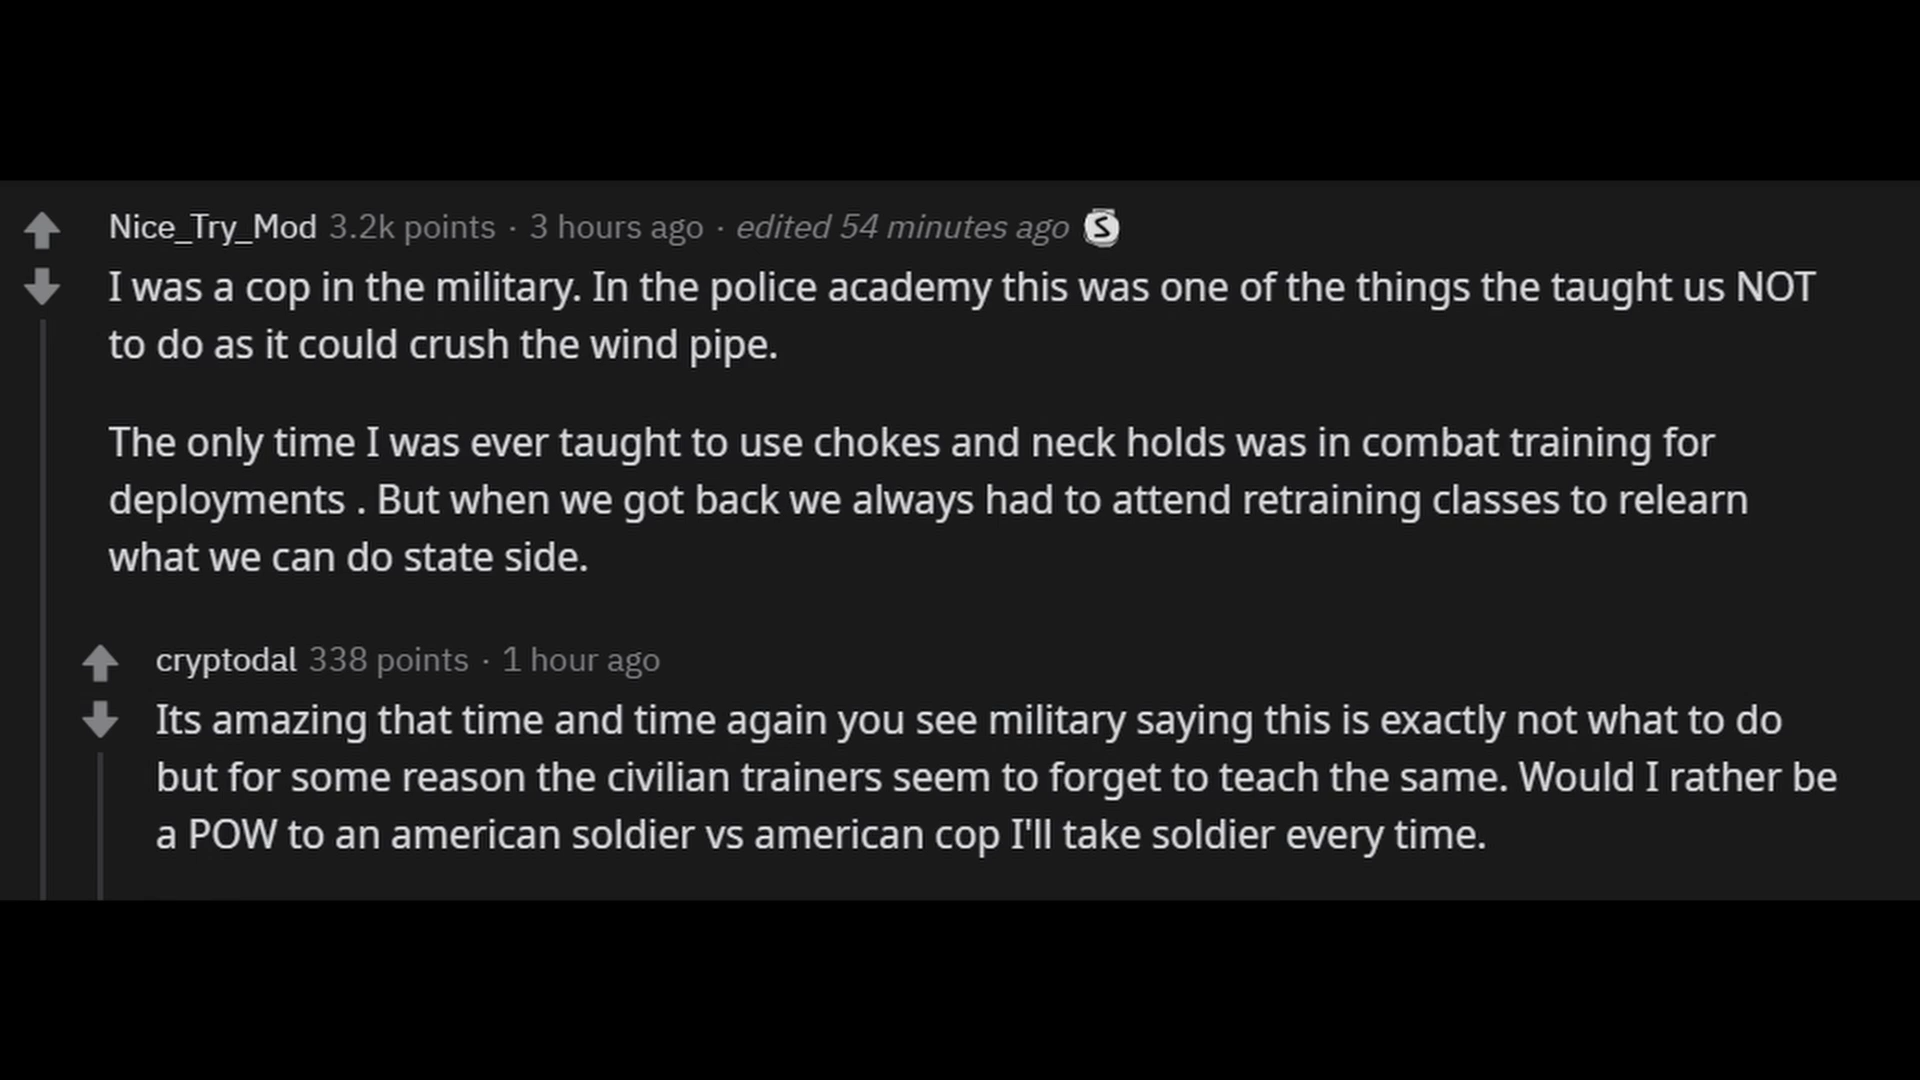 Nice_Try_Mod 3.2k points · 3 hours ago · edited 54 minutes ago S
I was a cop in the military. In the police academy this was one of the things the taught us NOT
to do as it could crush the wind pipe.
The only time I was ever taught to use chokes and neck holds was in combat training for
deployments . But when we got back we always had to attend retraining classes to relearn
what we can do state side.
cryptodal 338 points · 1 hour ago
Its amazing that time and time again you see military saying this is exactly not what to do
but for some reason the civilian trainers seem to forget to teach the same. Would I rather be
a POW to an american soldier vs american cop I'll take soldier every time.